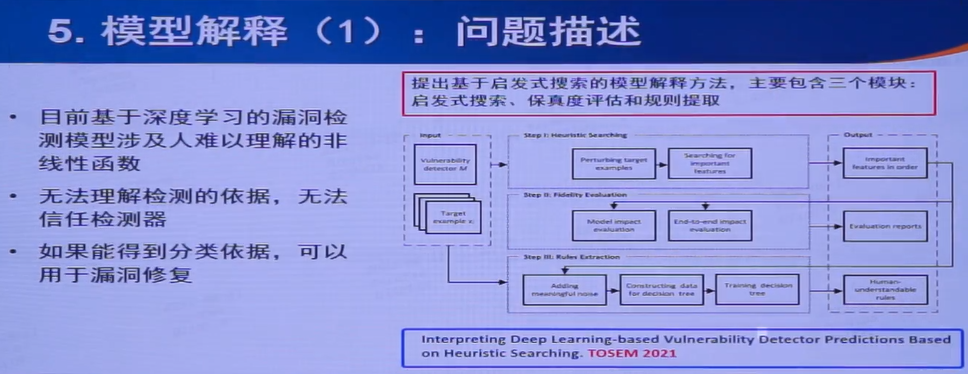 5. 模型解释（1）：问题描述
• 目前基于深度学习的漏洞检
测模型涉及人难以理解的非
线性函数
• 无法理解检测的依据，无法
信任检测器
• 如果能得到分类依据，可以
用于漏洞修复
提出基于启发式搜索的模型解释方法，主要包含三个模块：
启发式搜索、保真度评估和规则提取
Input
Vulnerability
detector M
Target
example xᵢ
Step I: Heuristic Searching
Perturbing target
examples
Searching for
important
features
Step II: Fidelity Evaluation
Model impact
evaluation
End-to-end impact
evaluation
Step III: Rules Extraction
Adding
meaningful noise
Constructing data
for decision tree
Training decision
tree
Output
Important
features in order
Evaluation reports
Human-
understandable
rules
Interpreting Deep Learning-based Vulnerability Detector Predictions Based
on Heuristic Searching. TOSEM 2021